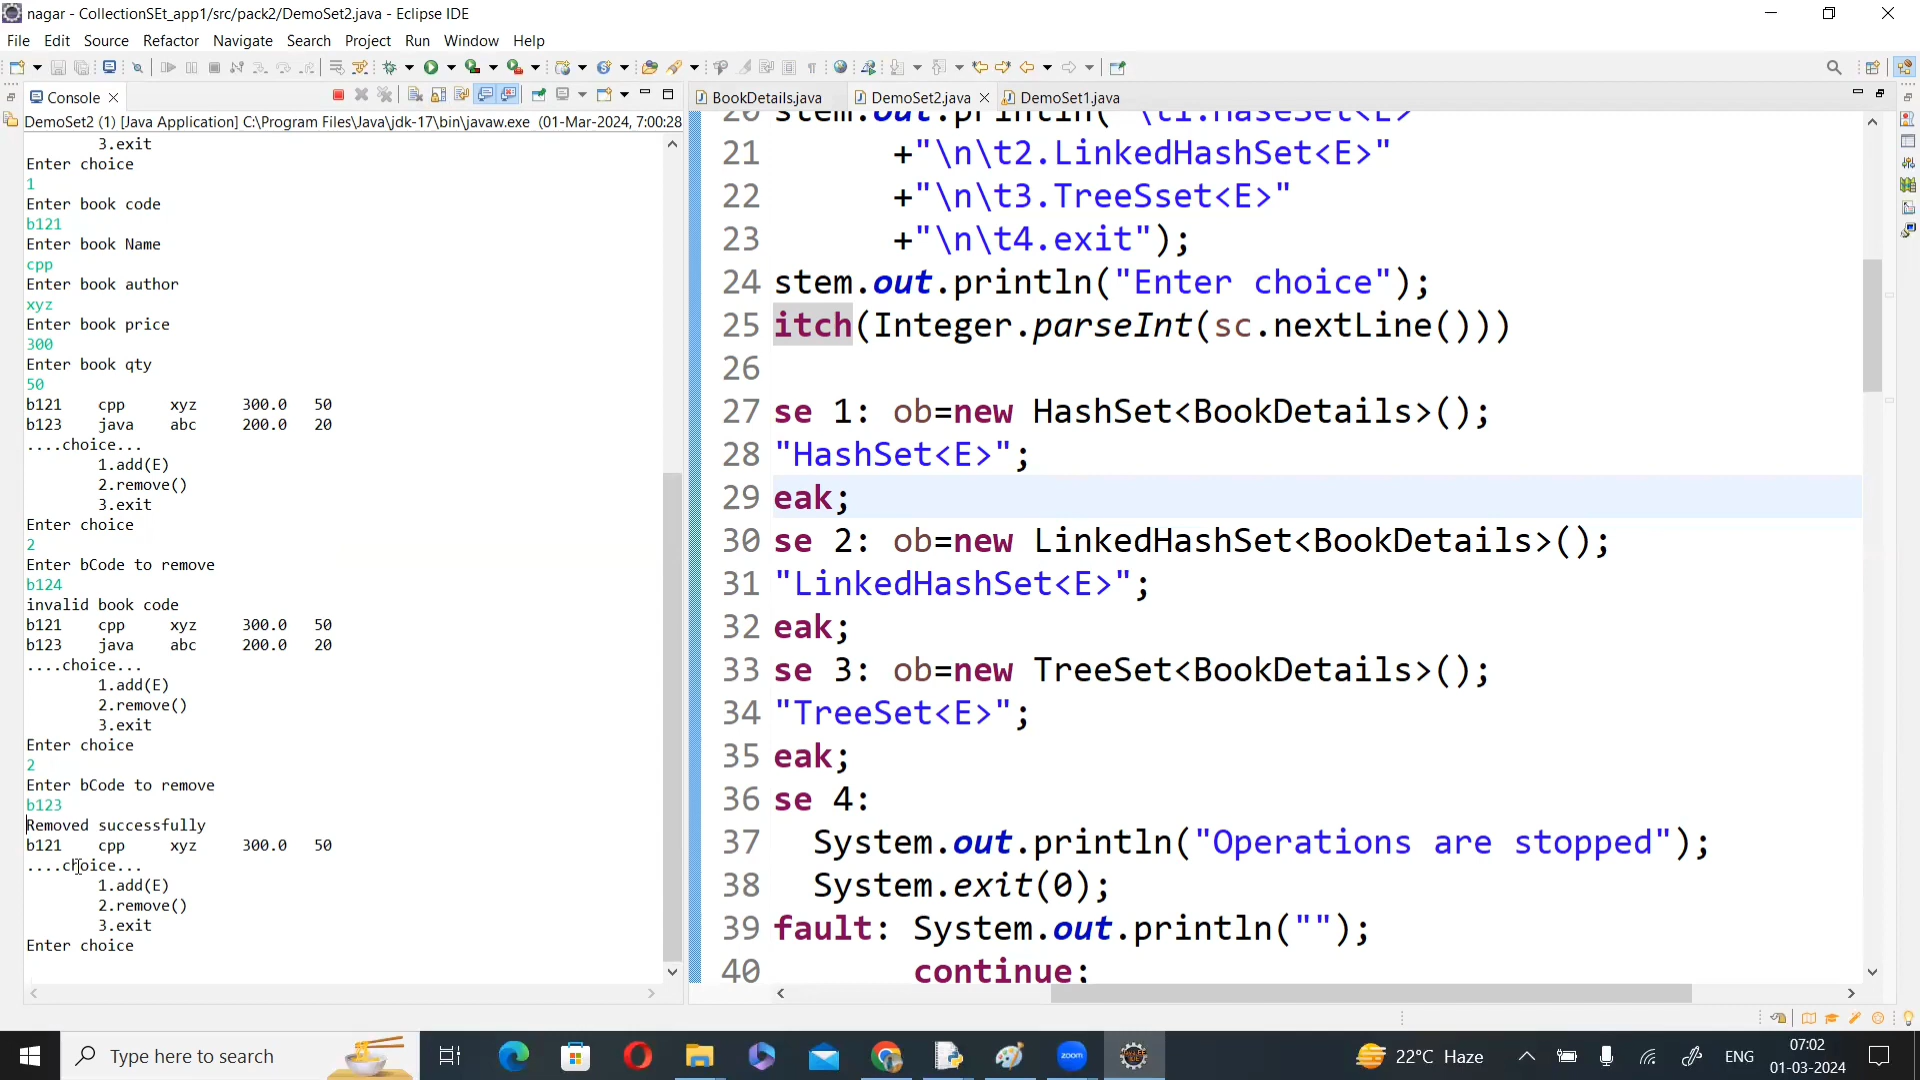 nagar - CollectionSEt_app1/src/pack2/DemoSet2.java - Eclipse IDE
File Edit Source Refactor Navigate Search Project Run Window Help
Console
BookDetails.java DemoSet2.java DemoSet1.java
DemoSet2 (1) [Java Application] C:\Program Files\Java\jdk-17\bin\javaw.exe (01-Mar-2024, 7:00:28
3.exit
Enter choice
1
Enter book code
b121
Enter book Name
cpp
Enter book author
xyz
Enter book price
300
Enter book qty
50
b121 cpp xyz 300.0 50
b123 java abc 200.0 20
....choice...
1.add(E)
2.remove()
3.exit
Enter choice
2
Enter bCode to remove
b124
invalid book code
b121 cpp xyz 300.0 50
b123 java abc 200.0 20
....choice...
1.add(E)
2.remove()
3.exit
Enter choice
2
Enter bCode to remove
b123
Removed successfully
b121 cpp xyz 300.0 50
....choice...
1.add(E)
2.remove()
3.exit
Enter choice
20 stem.out.println("\t1.HaseSet<E>"
21 +"\n\t2.LinkedHashSet<E>"
22 +"\n\t3.TreeSset<E>"
23 +"\n\t4.exit");
24 stem.out.println("Enter choice");
25 itch(Integer.parseInt(sc.nextLine()))
26
27 se 1: ob=new HashSet<BookDetails>();
28 "HashSet<E>";
29 eak;
30 se 2: ob=new LinkedHashSet<BookDetails>();
31 "LinkedHashSet<E>";
32 eak;
33 se 3: ob=new TreeSet<BookDetails>();
34 "TreeSet<E>";
35 eak;
36 se 4:
37 System.out.println("Operations are stopped");
38 System.exit(0);
39 fault: System.out.println("");
40 continue;
Type here to search
zoom
22°C Haze
ENG
07:02
01-03-2024